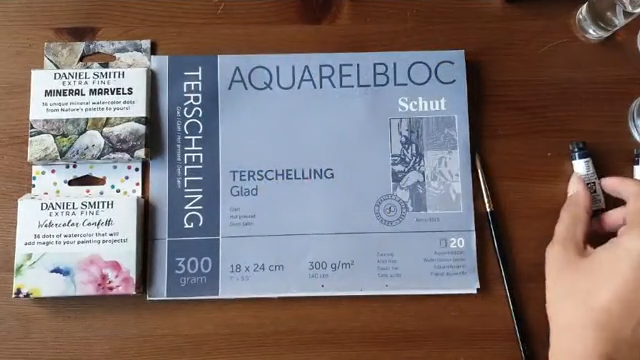 DANIEL SMITH
EXTRA FINE
MINERAL MARVELS
36 unique mineral watercolor dots
from Nature's palette to yours!
DANIEL SMITH
EXTRA FINE
Watercolor Confetti
36 dots of watercolor that will
add magic to your painting projects!
TERSCHELLING
300
gram
AQUARELBLOC
Schut
TERSCHELLING
Glad
18 x 24 cm
300 g/m²
140 Lbs
20